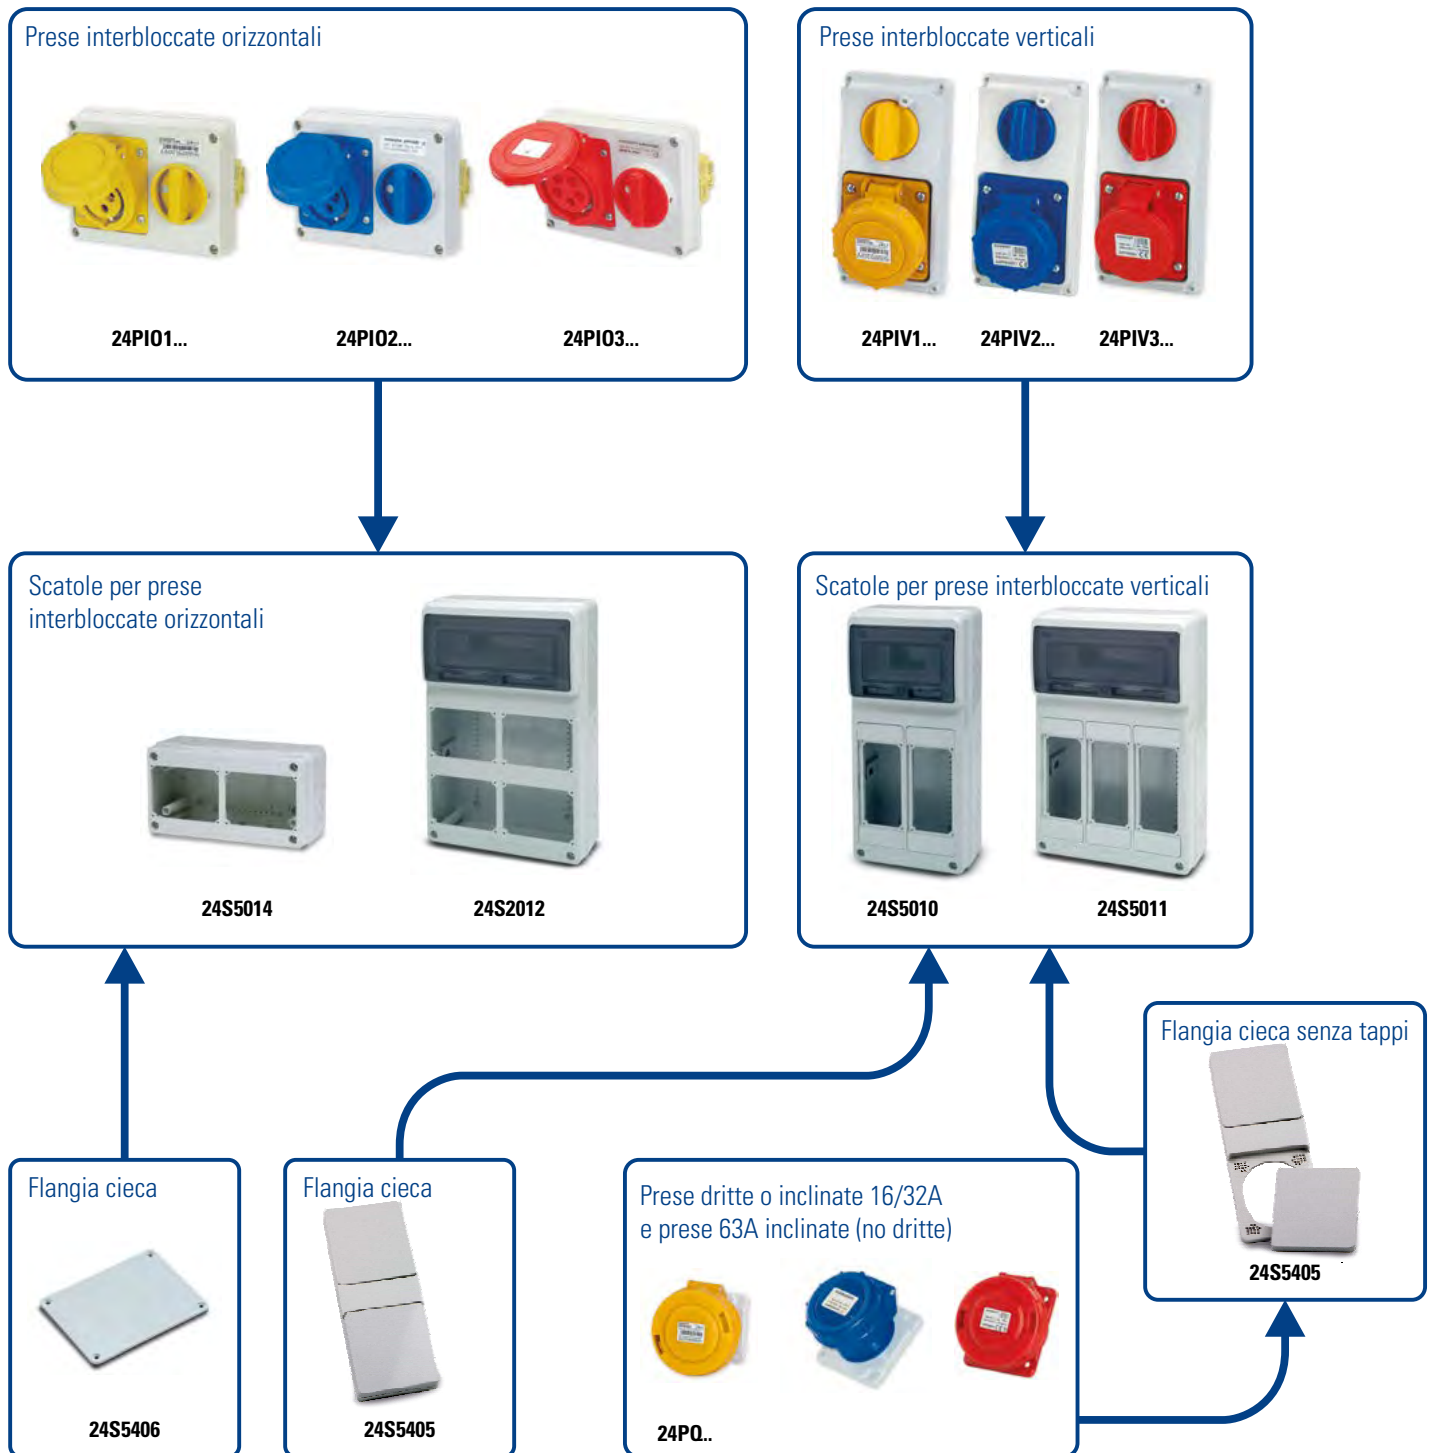 Prese interbloccate orizzontali
24PIO1...
24PIO2...
24PIO3...
Prese interbloccate verticali
24PIV1...
24PIV2...
24PIV3...
Scatole per prese
interbloccate orizzontali
24S5014
24S2012
Scatole per prese interbloccate verticali
24S5010
24S5011
Flangia cieca
24S5406
Flangia cieca
24S5405
Prese dritte o inclinate 16/32A
e prese 63A inclinate (no dritte)
24PQ..
Flangia cieca senza tappi
24S5405